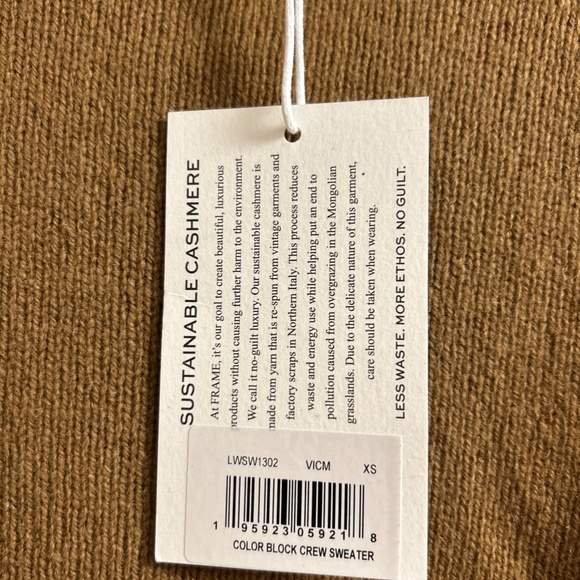 SUSTAINABLE CASHMERE
At FRAME, it's our goal to create beautiful, luxurious
products without causing further harm to the environment.
We call it no-guilt luxury. Our sustainable cashmere is
made from yarn that is re-spun from vintage garments and
factory scraps in Northern Italy. This process reduces
waste and energy use while helping put an end to
pollution caused from overgrazing in the Mongolian
grasslands. Due to the delicate nature of this garment,
care should be taken when wearing.
LESS WASTE. MORE ETHOS. NO GUILT.
LWSW1302 VICM XS
1 95923 05921 8
COLOR BLOCK CREW SWEATER